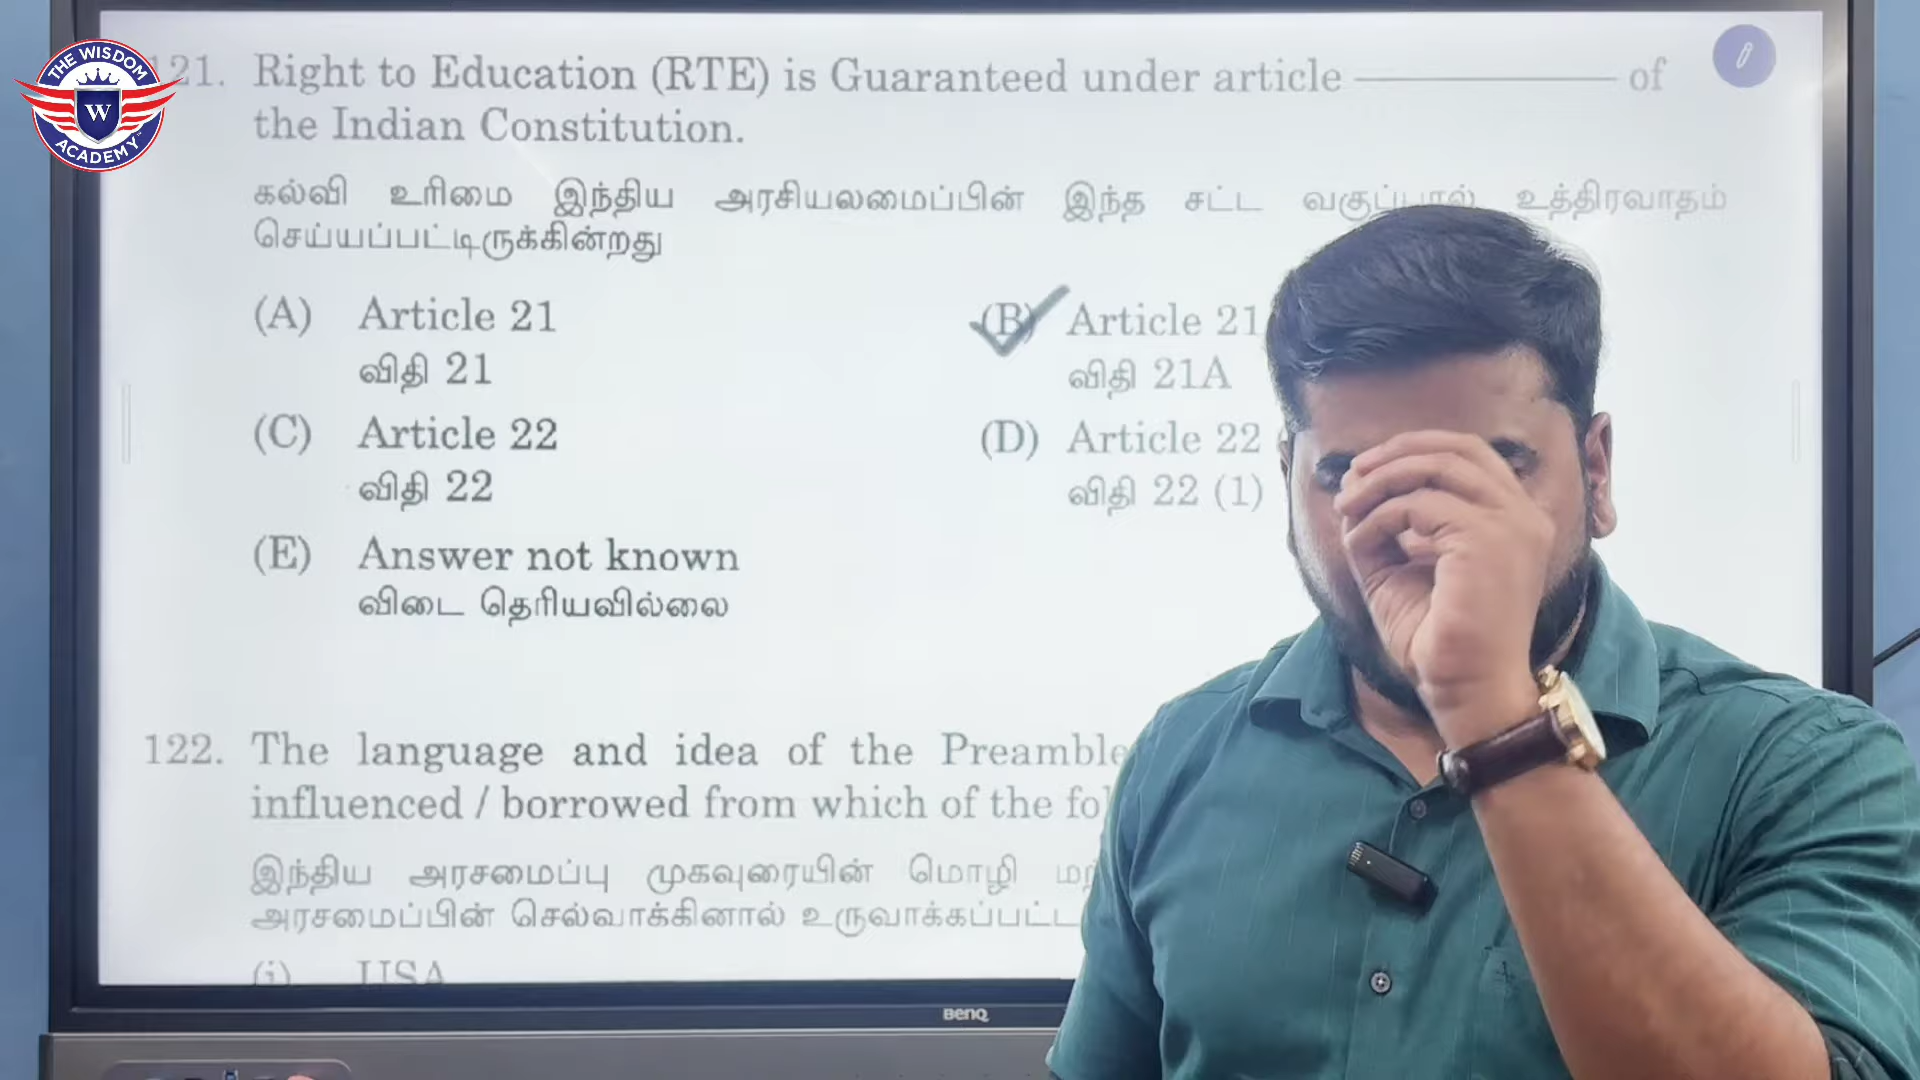 THE WISDOM
W
ACADEMY
121. Right to Education (RTE) is Guaranteed under article of
the Indian Constitution.
கல்வி உரிமை இந்திய அரசியலமைப்பின் இந்த சட்ட வகுப்பால் உத்திரவாதம்
செய்யப்பட்டிருக்கின்றது
(A) Article 21
விதி 21
(B) Article 21
விதி 21A
(C) Article 22
விதி 22
(D) Article 22
விதி 22 (1)
(E) Answer not known
விடை தெரியவில்லை
122. The language and idea of the Preamble
influenced / borrowed from which of the
இந்திய அரசமைப்பு முகவுரையின் மொழி
அரசமைப்பின் செல்வாக்கினால்
(i) USA
BenQ